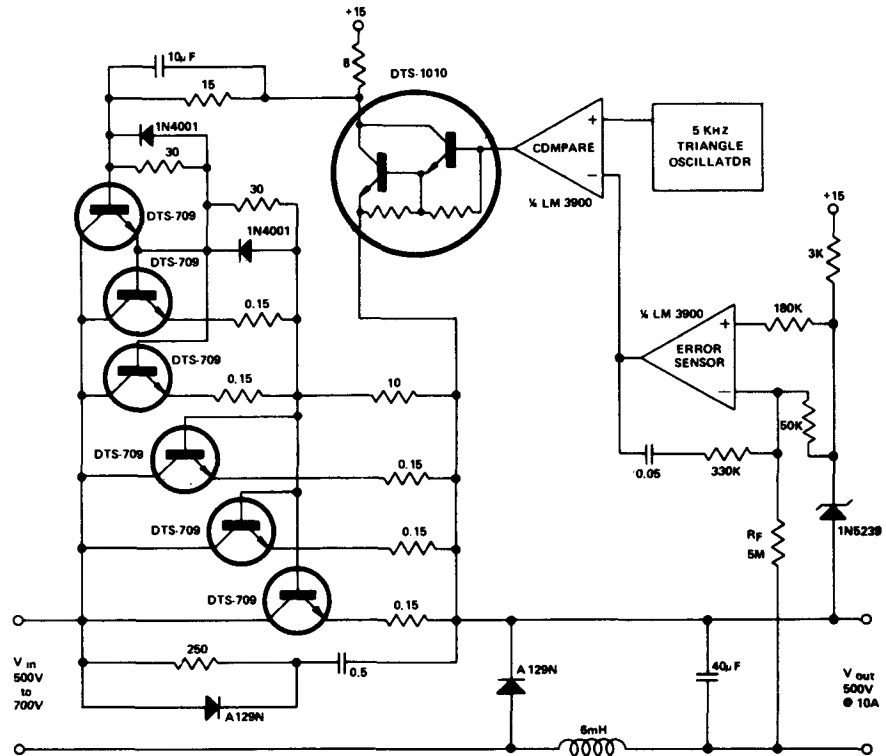 +15
10μF
8
DTS-1010
15
1N4001
30
30
DTS-709
1N4001
DTS-709
0.15
DTS-709
0.15
10
DTS-709
0.15
DTS-709
0.15
DTS-709
0.15
COMPARE
+
−
¼ LM 3900
5 KHz
TRIANGLE
OSCILLATOR
+15
3K
¼ LM 3900
180K
+
ERROR
SENSOR
−
50K
0.05
330K
1N5239
RF
5M
V in
500V
to
700V
250
0.5
A129N
A129N
40μF
V out
500V
@ 10A
6mH